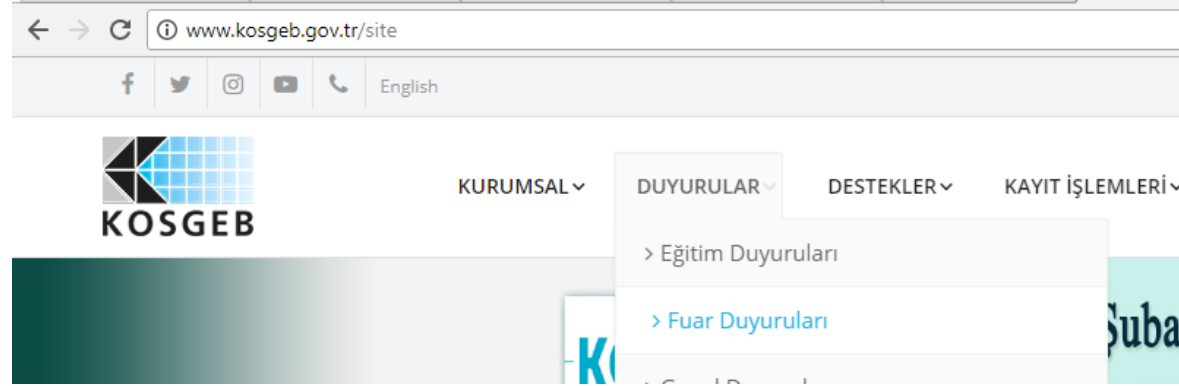 www.kosgeb.gov.tr/site
English
KOSGEB
KURUMSAL DUYURULAR DESTEKLER KAYIT İŞLEMLERİ
> Eğitim Duyuruları
> Fuar Duyuruları